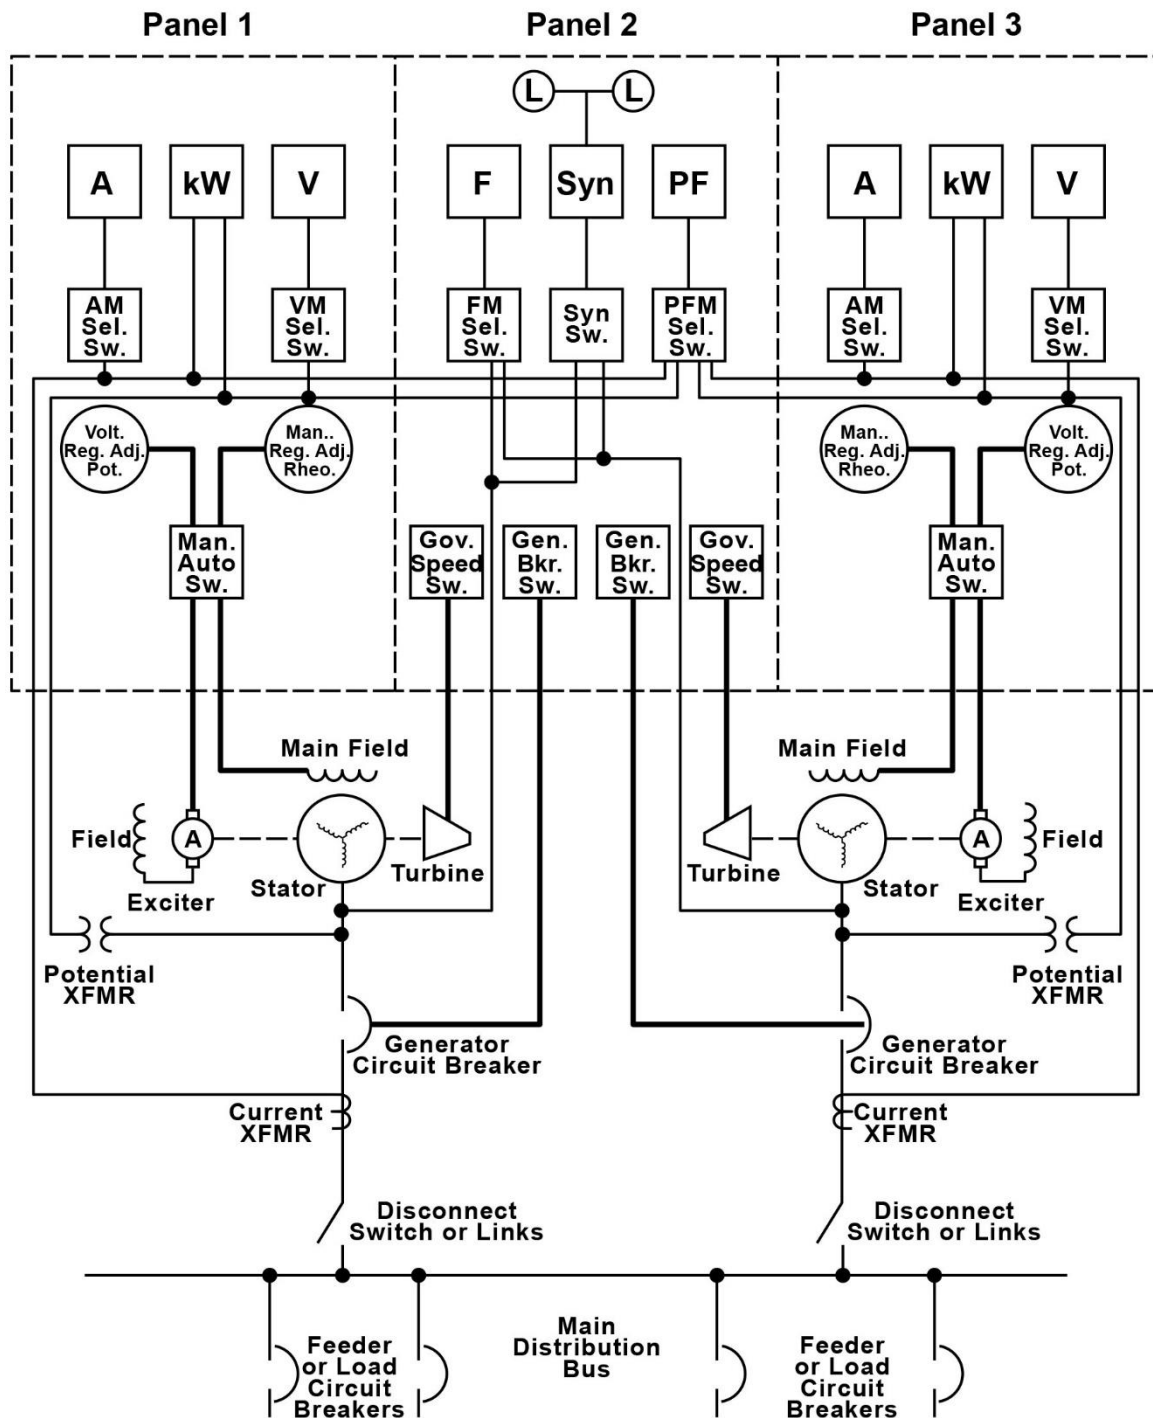 Panel 1
Panel 2
Panel 3
L
L
A
kW
V
F
Syn
PF
A
kW
V
AM
Sel.
Sw.
VM
Sel.
Sw.
FM
Sel.
Sw.
Syn
Sw.
PFM
Sel.
Sw.
AM
Sel.
Sw.
VM
Sel.
Sw.
Volt.
Reg. Adj.
Pot.
Man..
Reg. Adj.
Rheo.
Man..
Reg. Adj.
Rheo.
Volt.
Reg. Adj.
Pot.
Man.
Auto
Sw.
Gov.
Speed
Sw.
Gen.
Bkr.
Sw.
Gen.
Bkr.
Sw.
Gov.
Speed
Sw.
Man.
Auto
Sw.
Main Field
Main Field
Field
A
Exciter
Stator
Turbine
Turbine
Stator
A
Exciter
Field
Potential
XFMR
Potential
XFMR
Generator
Circuit Breaker
Generator
Circuit Breaker
Current
XFMR
Current
XFMR
Disconnect
Switch or Links
Disconnect
Switch or Links
Feeder
or Load
Circuit
Breakers
Main
Distribution
Bus
Feeder
or Load
Circuit
Breakers